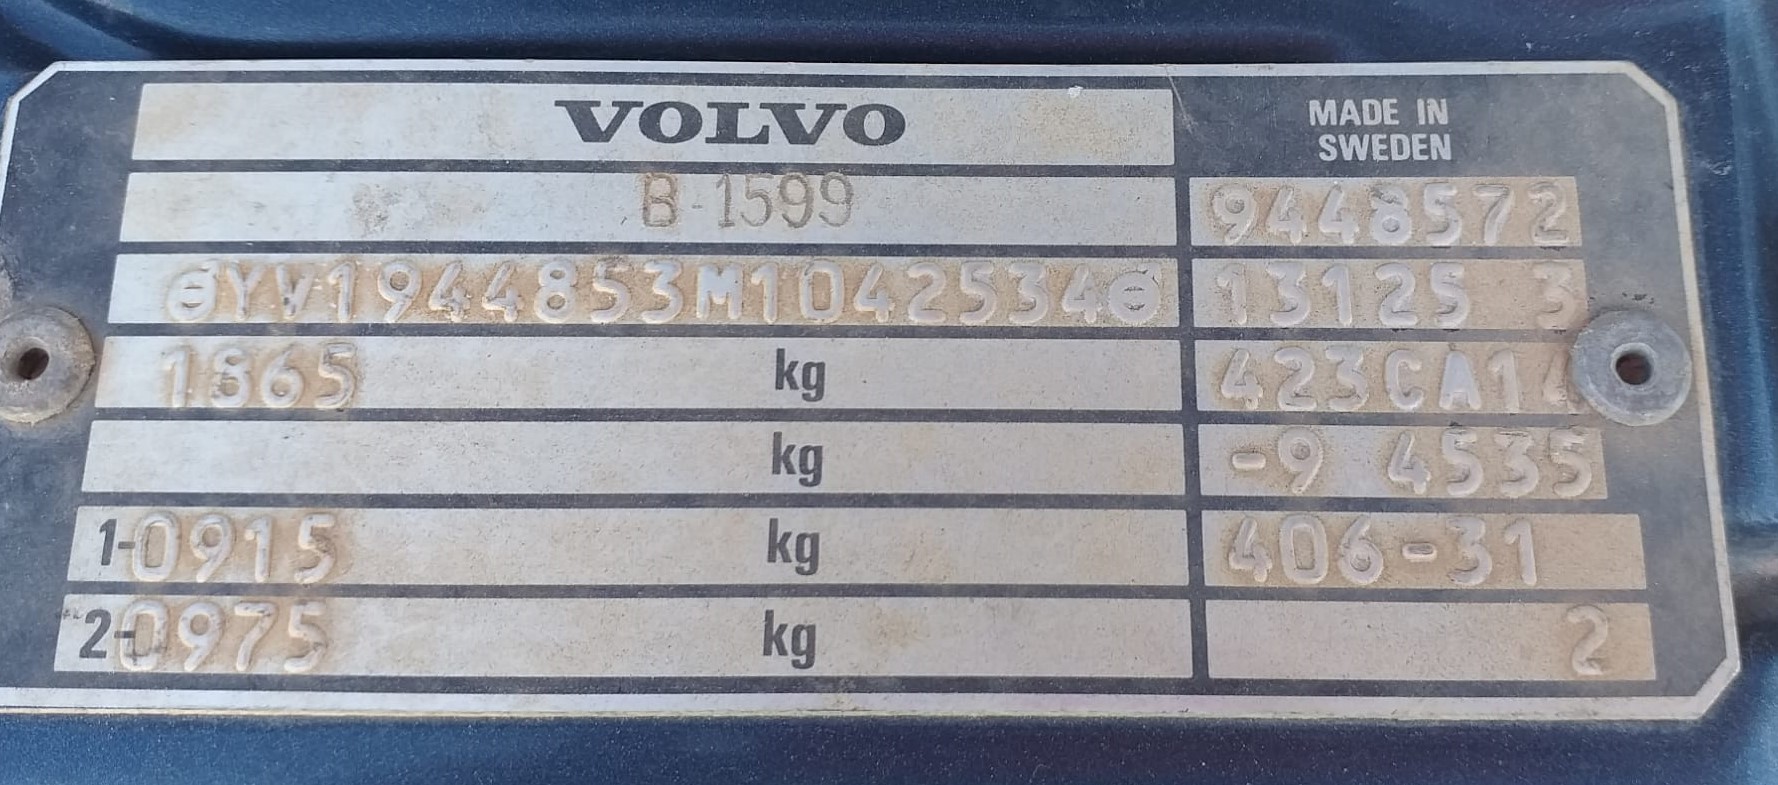 VOLVO
MADE IN
SWEDEN
B-1599
9448572
YV1944853M1042534
13125 3
1865 kg
423CA14
kg
-9 4535
1-0915 kg
406-31
2-0975 kg
2